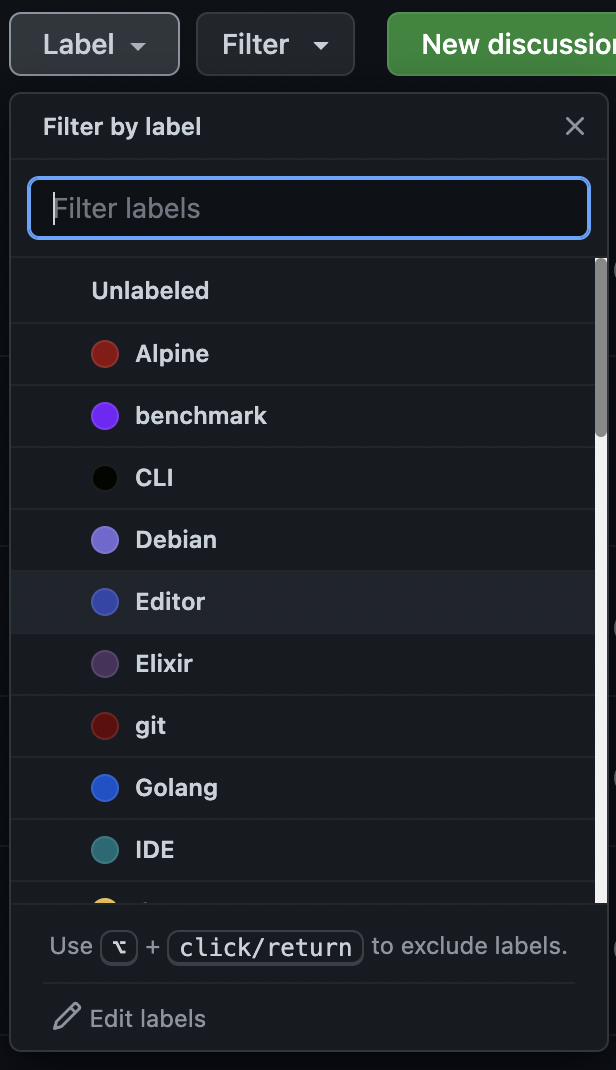 Label Filter New discussion
Filter by label
Filter labels
Unlabeled
Alpine
benchmark
CLI
Debian
Editor
Elixir
git
Golang
IDE
Use ⌥ + click/return to exclude labels.
Edit labels